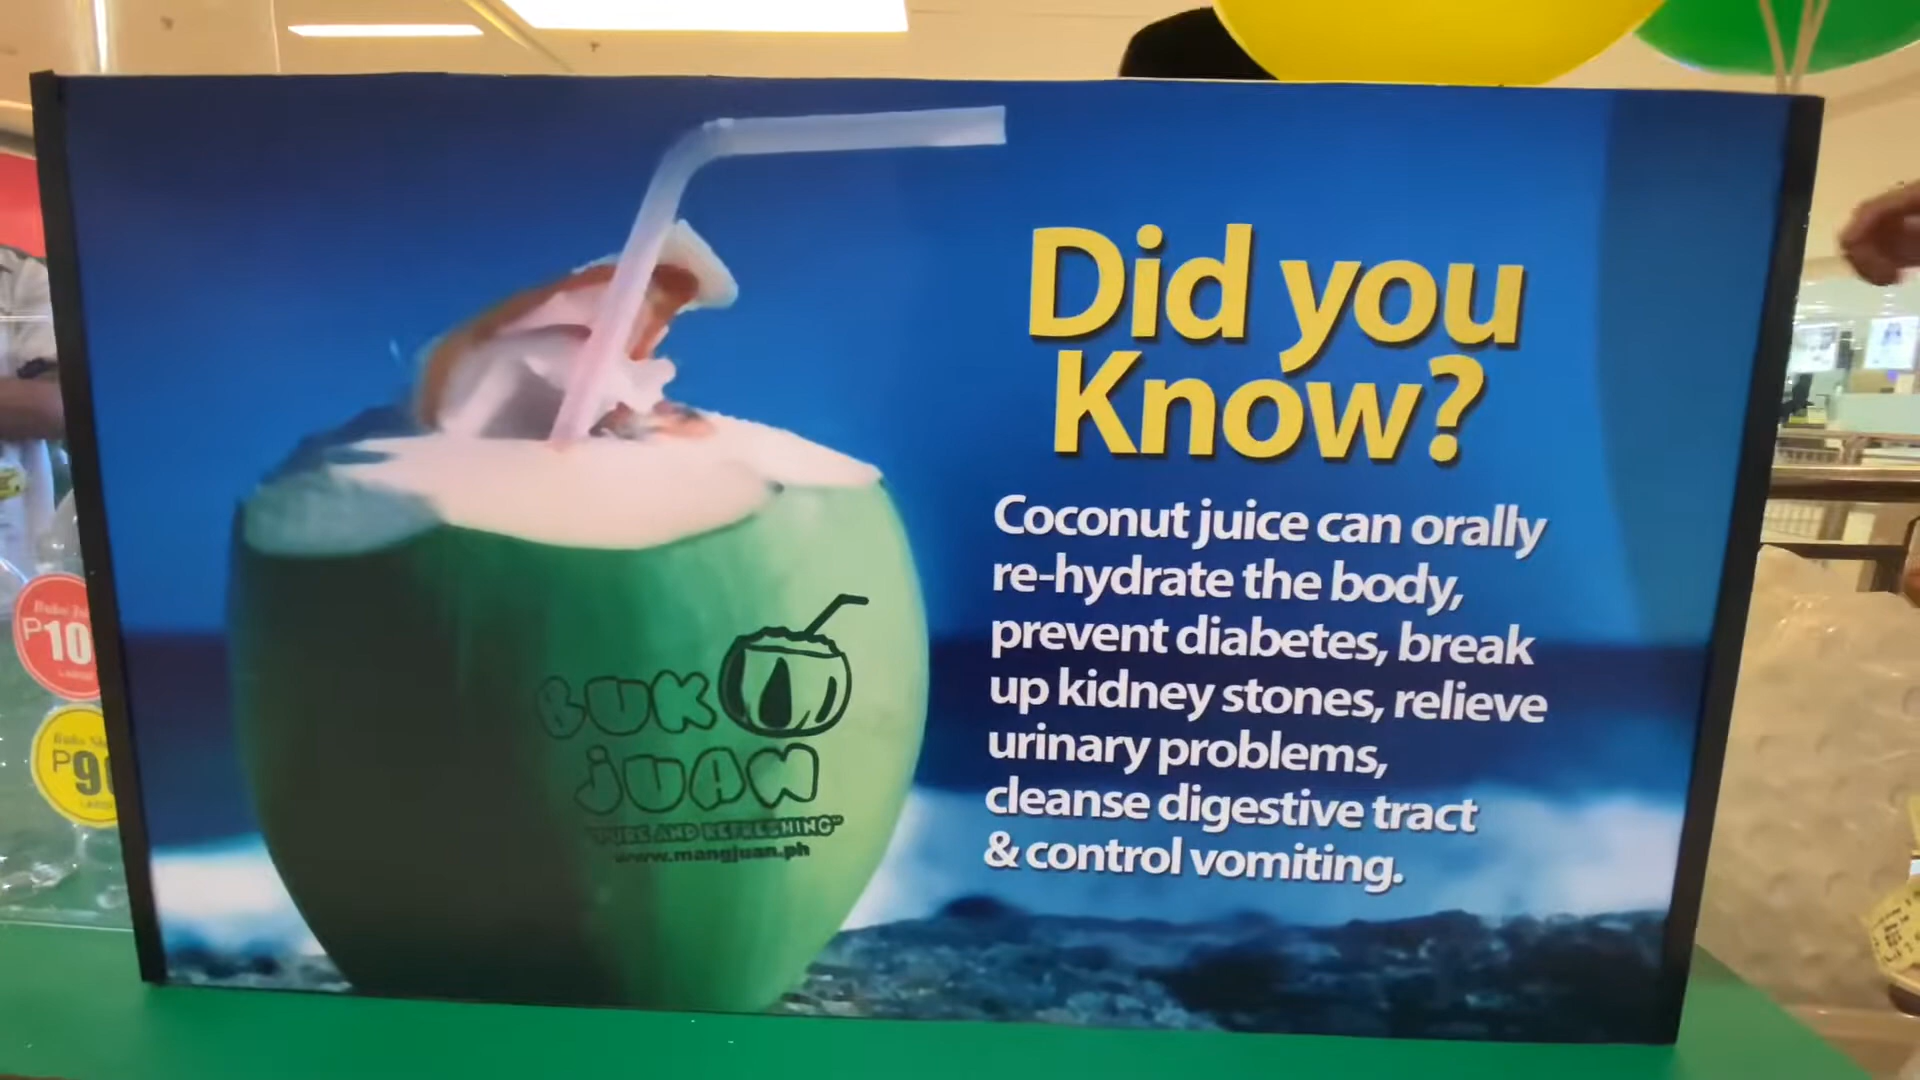 Did you
Know?
Coconut juice can orally
re-hydrate the body,
prevent diabetes, break
up kidney stones, relieve
urinary problems,
cleanse digestive tract
& control vomiting.
BUKO
JUAN
"PURE AND REFRESHING"
www.mangjuan.ph
P10
P9